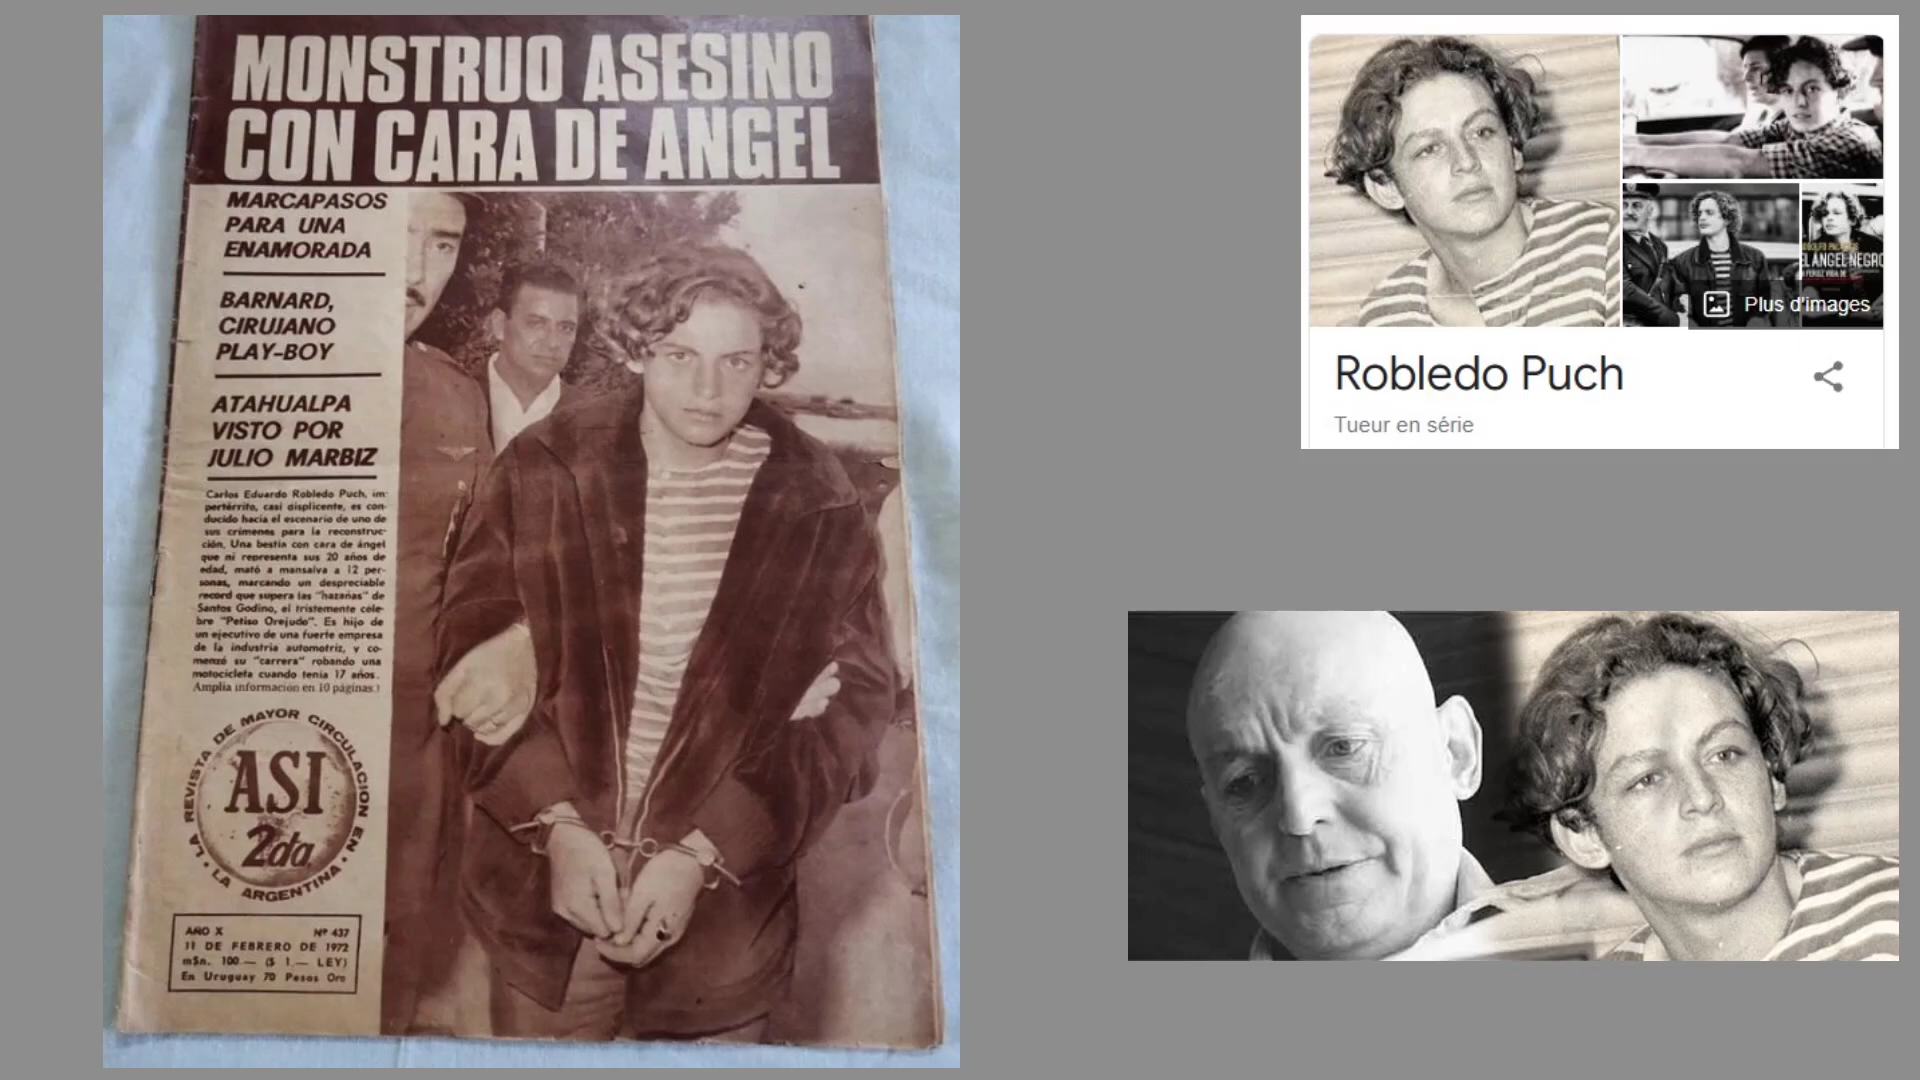 MONSTRUO ASESINO
CON CARA DE ANGEL
MARCAPASOS
PARA UNA
ENAMORADA
BARNARD,
CIRUJANO
PLAY-BOY
ATAHUALPA
VISTO POR
JULIO MARBIZ
Carlos Eduardo Robledo Puch, im-
pertérrito, casi displicente, es con-
ducido hacia el escenario de uno de
sus crímenes para la reconstruc-
ción. Una bestia con cara de ángel
que ni representa sus 20 años de
edad, mató a mansalva a 12 per-
sonas, marcando un despreciable
record que supera las "hazañas" de
Santos Godino, el tristemente céle-
bre "Petiso Orejudo". Es hijo de
un ejecutivo de una fuerte empresa
de la industria automotriz, y co-
menzó su "carrera" robando una
motocicleta cuando tenía 17 años.
Amplia información en 10 páginas.)
LA REVISTA DE MAYOR CIRCULACION EN LA ARGENTINA
ASI
2da
AÑO X Nº 437
11 DE FEBRERO DE 1972
m$n. 100.— ($ 1.— LEY)
En Uruguay 70 Pesos Oro
EL ANGEL NEGRO
Plus d'images
Robledo Puch
Tueur en série